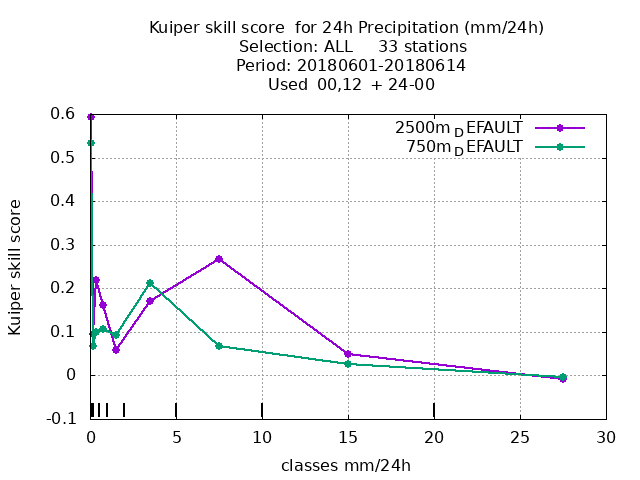 Kuiper skill score  for 24h Precipitation (mm/24h)
Selection: ALL     33 stations
Period: 20180601-20180614
Used  00,12  + 24-00
2500m_DEFAULT
750m_DEFAULT
0.6
0.5
0.4
0.3
0.2
0.1
0
-0.1
Kuiper skill score
0 5 10 15 20 25 30
classes mm/24h